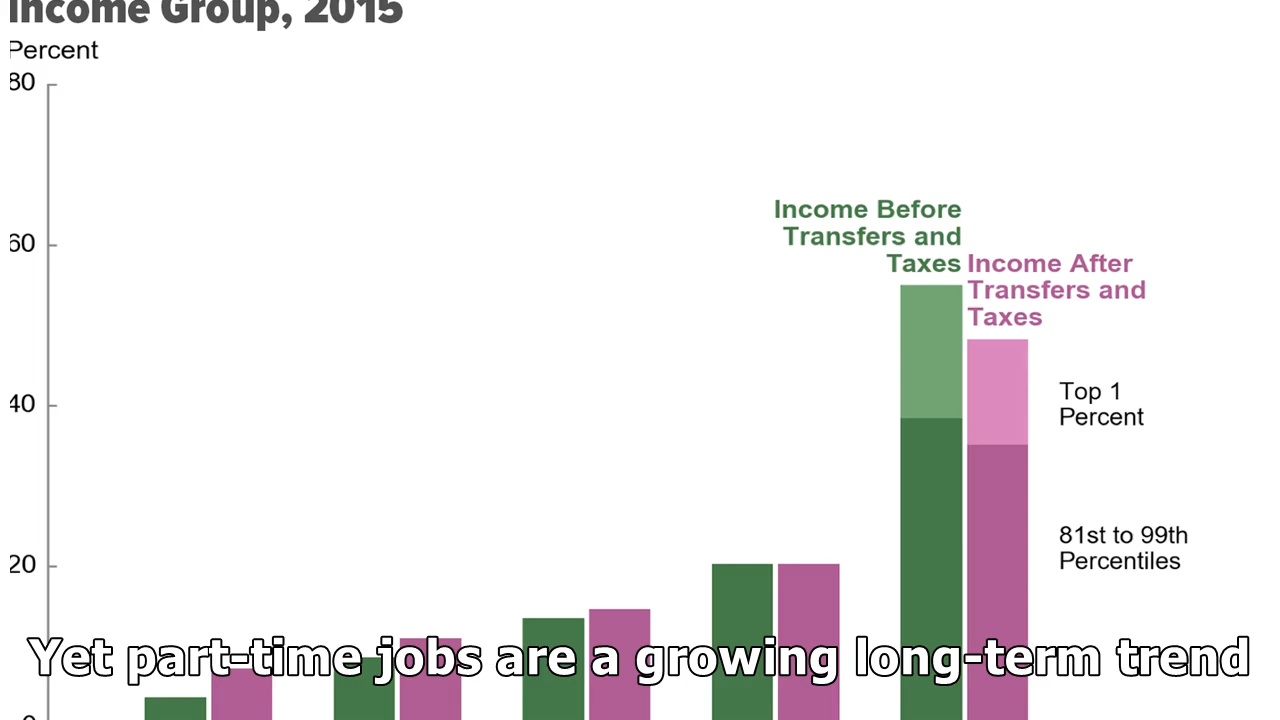 Income Group, 2015
Percent
80
60
40
20
0
Income Before
Transfers and
Taxes
Income After
Transfers and
Taxes
Top 1
Percent
81st to 99th
Percentiles
Yet part-time jobs are a growing long-term trend